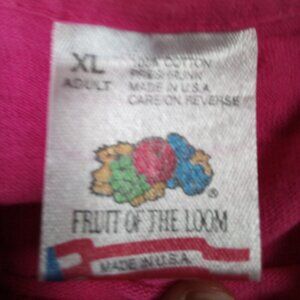 XL
ADULT
100% COTTON
PRESHRUNK
MADE IN U.S.A
CARE ON REVERSE
®
FRUIT OF THE LOOM
MADE IN U.S.A.